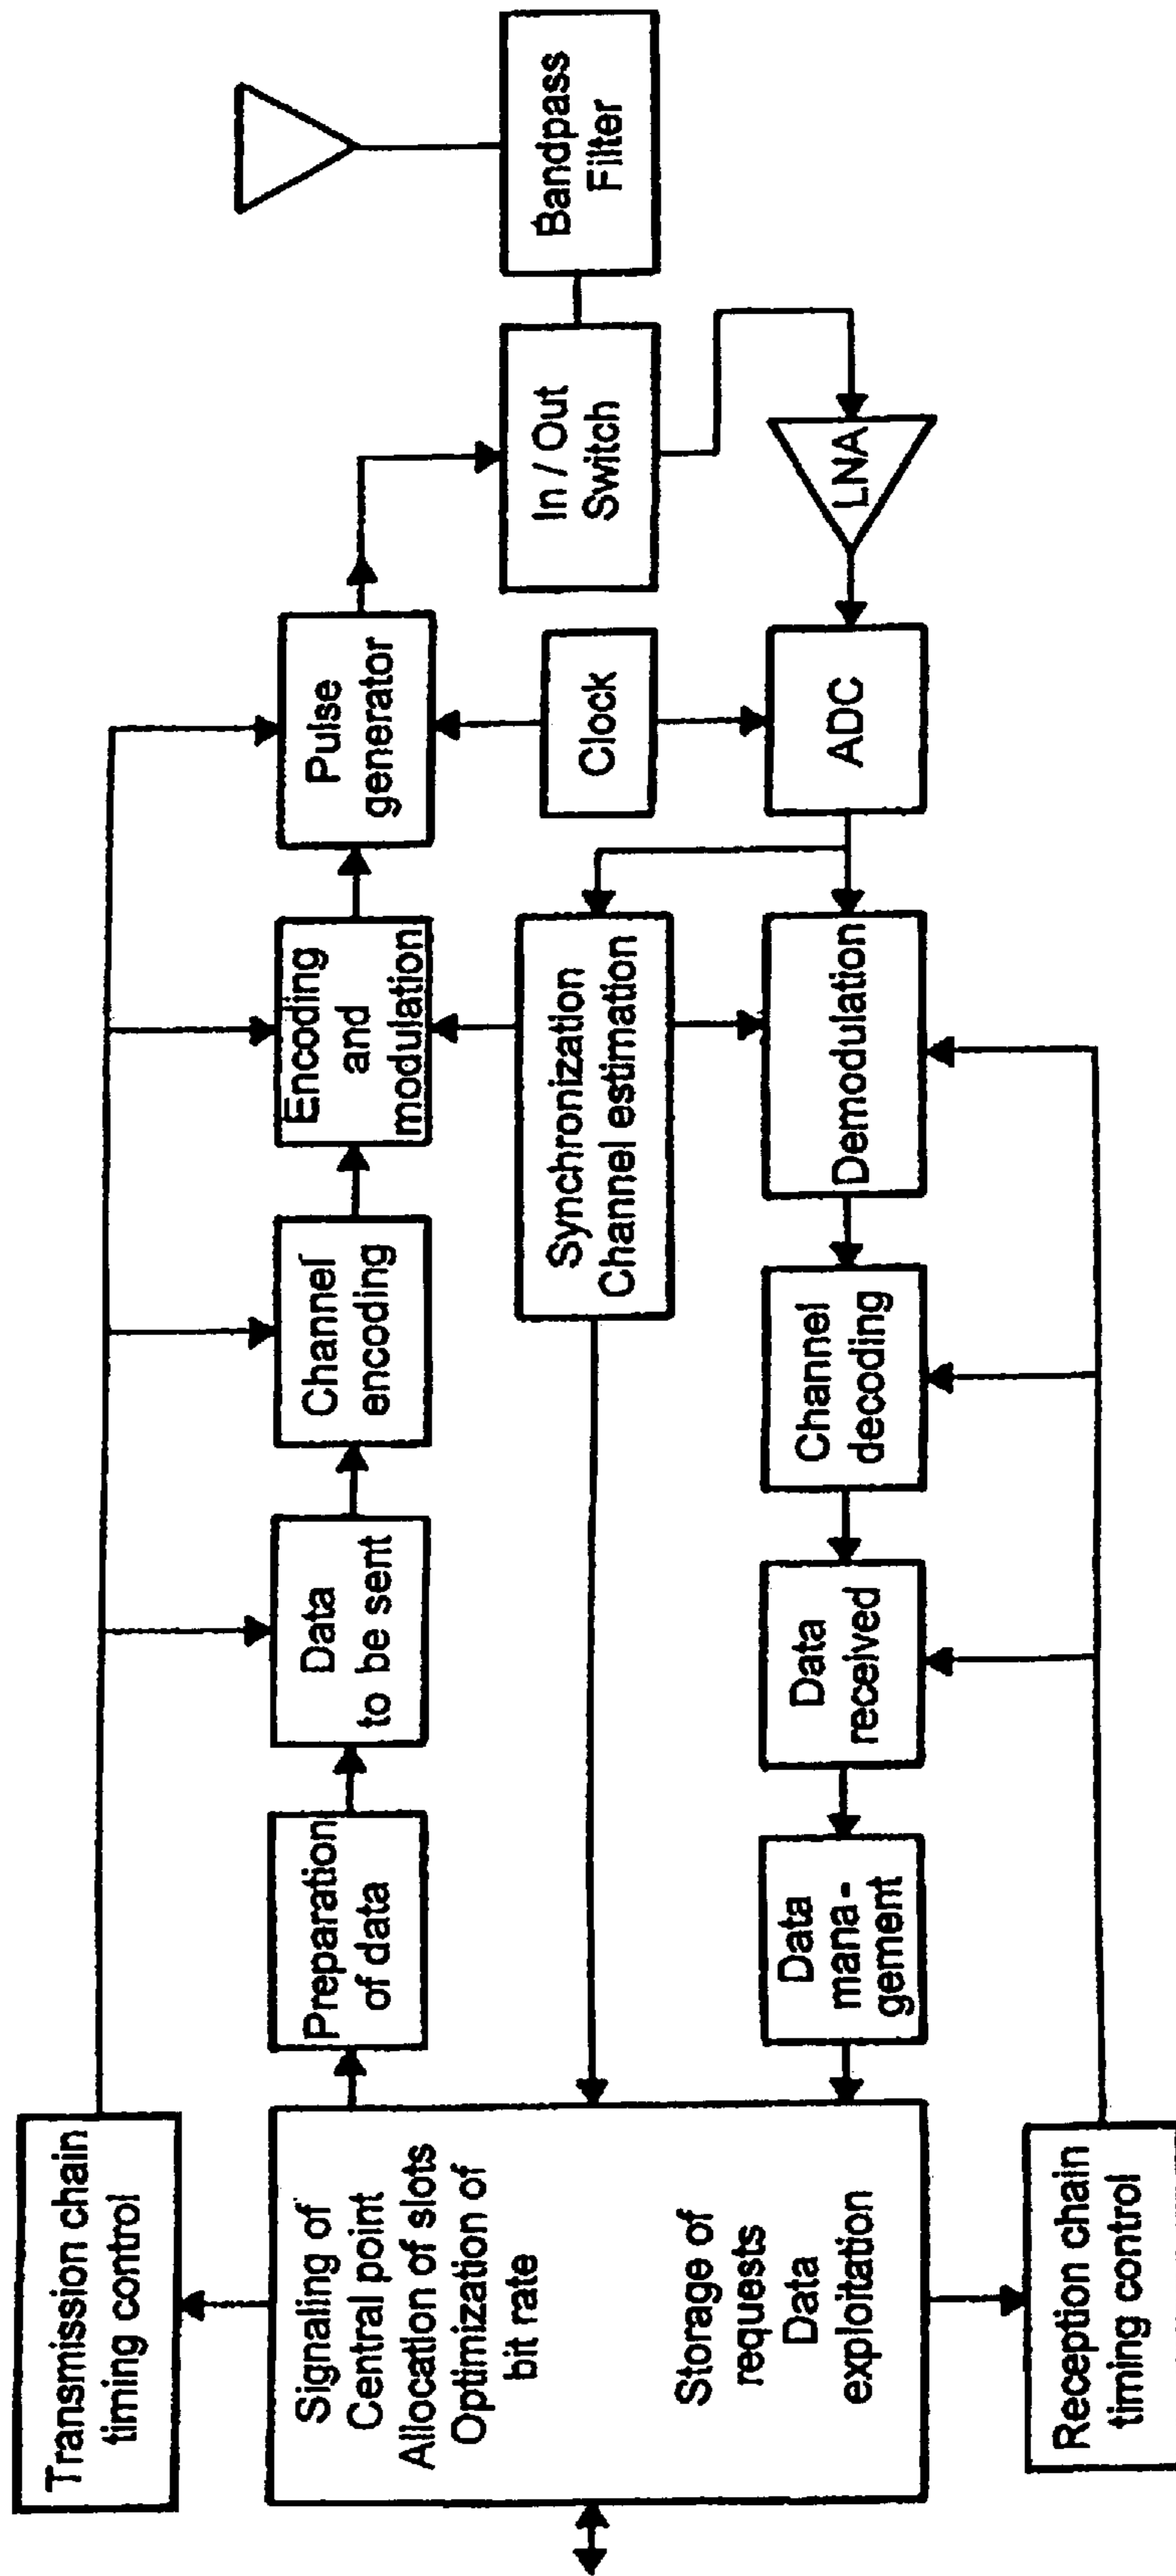 Transmission chain
timing control
Signaling of
Central point
Allocation of slots
Optimization of
bit rate
Storage of
requests
Data
exploitation
Preparation
of data
Data
to be sent
Channel
encoding
Encoding
and
modulation
Pulse
generator
Synchronization
Channel estimation
Clock
In / Out
Switch
Bandpass
Filter
LNA
ADC
Demodulation
Channel
decoding
Data
received
Data
mana -
gement
Reception chain
timing control